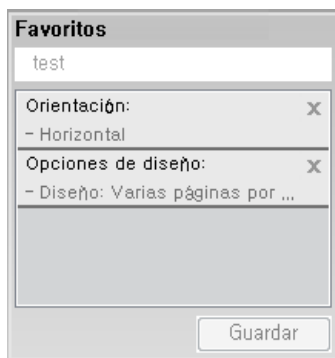 Favoritos
test
Orientación: x
- Horizontal
Opciones de diseño: x
- Diseño: Varias páginas por ...
Guardar